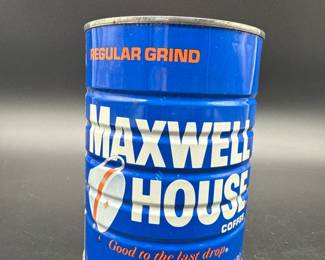 REGULAR GRIND
MAXWELL
HOUSE
COFFEE
Good to the last drop®